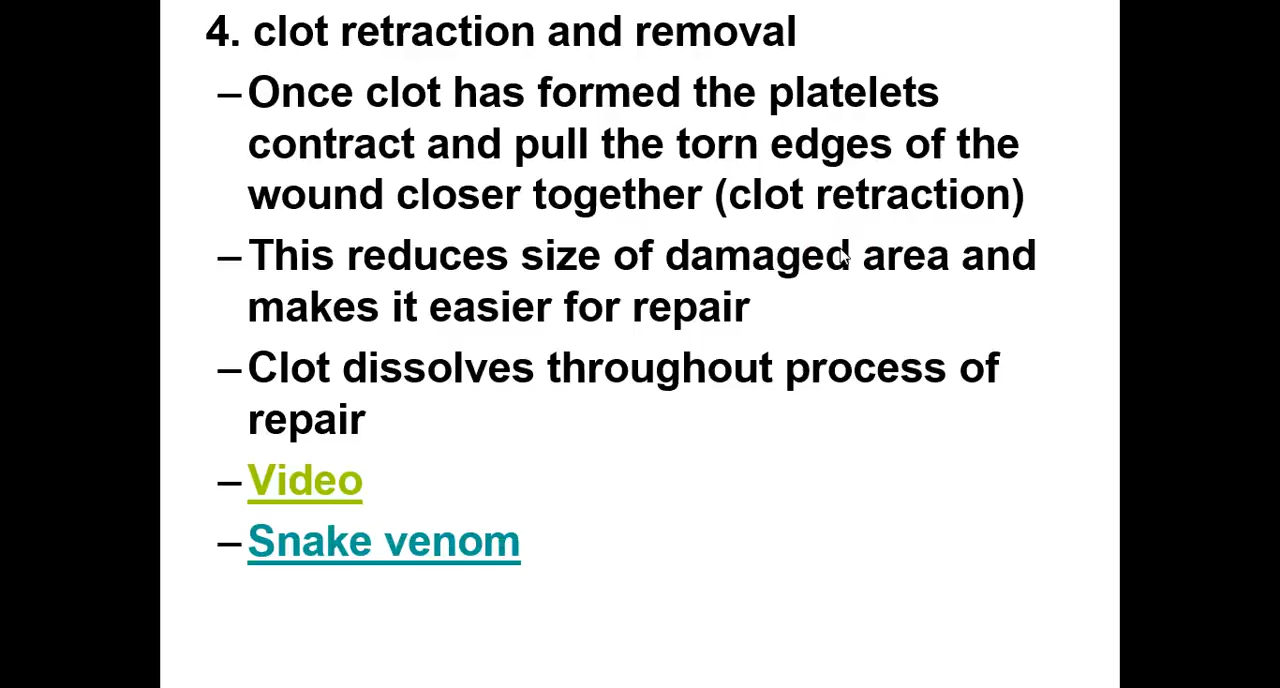 4. clot retraction and removal
–Once clot has formed the platelets
contract and pull the torn edges of the
wound closer together (clot retraction)
–This reduces size of damaged area and
makes it easier for repair
–Clot dissolves throughout process of
repair
–Video
–Snake venom